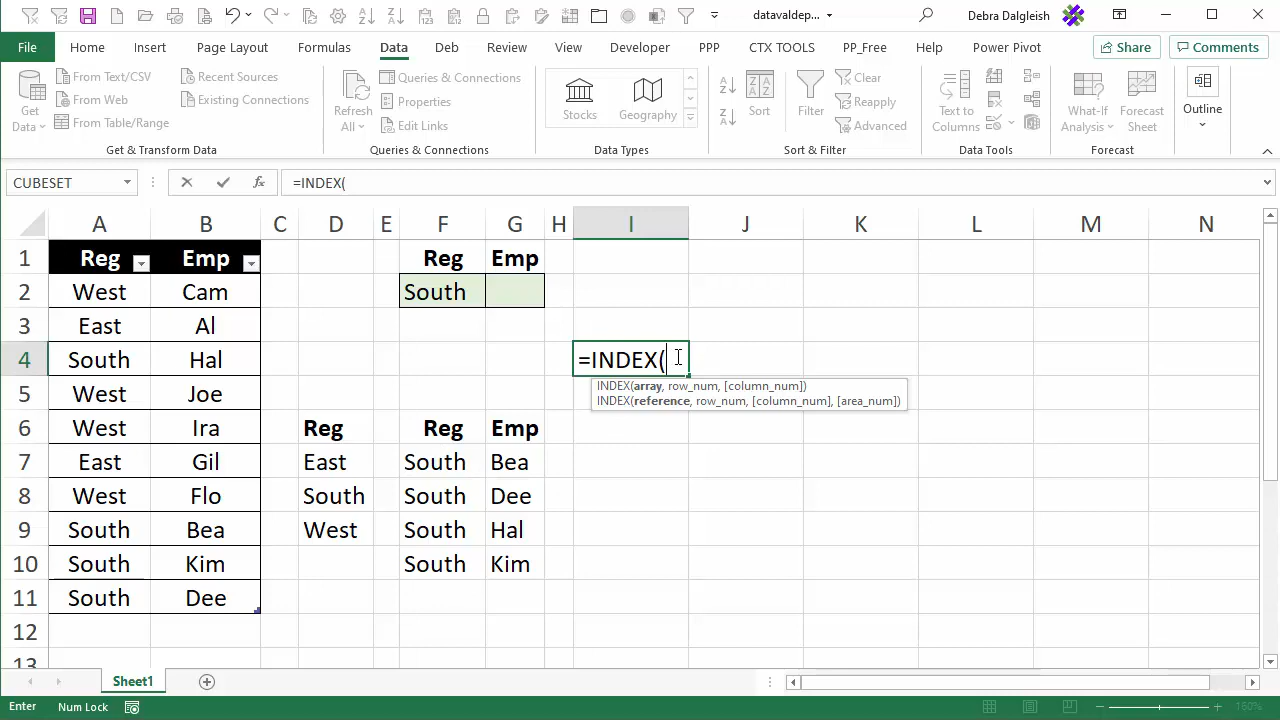 datavaldep...
Debra Dalgleish
File Home Insert Page Layout Formulas Data Deb Review View Developer PPP CTX TOOLS PP_Free Help Power Pivot Share Comments
Get Data
From Text/CSV
From Web
From Table/Range
Recent Sources
Existing Connections
Get & Transform Data
Refresh All
Queries & Connections
Properties
Edit Links
Queries & Connections
Stocks
Geography
Data Types
Sort
Filter
Clear
Reapply
Advanced
Sort & Filter
Text to Columns
Data Tools
What-If Analysis
Forecast Sheet
Forecast
Outline
CUBESET fx =INDEX(
A B C D E F G H I J K L M N
1 Reg Emp Reg Emp
2 West Cam South
3 East Al
4 South Hal =INDEX(
INDEX(array, row_num, [column_num])
INDEX(reference, row_num, [column_num], [area_num])
5 West Joe
6 West Ira Reg Reg Emp
7 East Gil East South Bea
8 West Flo South South Dee
9 South Bea West South Hal
10 South Kim South Kim
11 South Dee
12
13
Sheet1
Enter Num Lock 180%